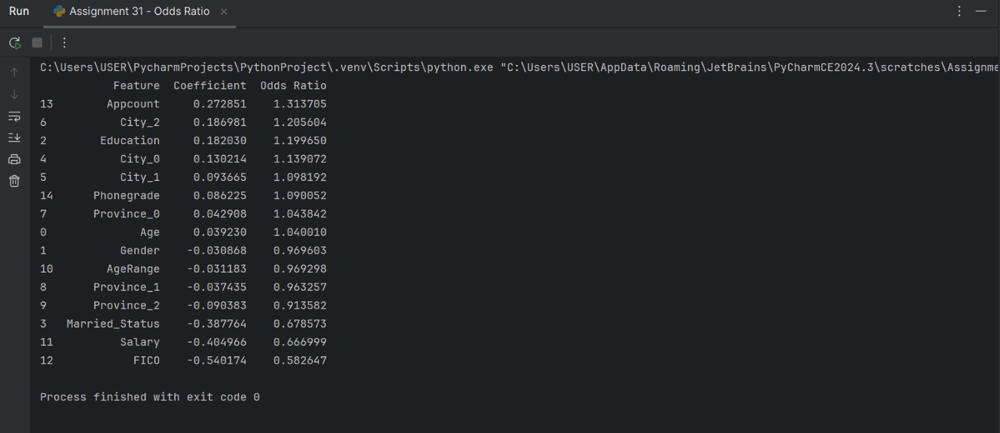 Run Assignment 31 - Odds Ratio
C:\Users\USER\PycharmProjects\PythonProject\.venv\Scripts\python.exe "C:\Users\USER\AppData\Roaming\JetBrains\PyCharmCE2024.3\scratches\Assignme
Feature Coefficient Odds Ratio
13 Appcount 0.272851 1.313705
6 City_2 0.186981 1.205604
2 Education 0.182030 1.199650
4 City_0 0.130214 1.139072
5 City_1 0.093665 1.098192
14 Phonegrade 0.086225 1.090052
7 Province_0 0.042908 1.043842
0 Age 0.039230 1.040010
1 Gender -0.030868 0.969603
10 AgeRange -0.031183 0.969298
8 Province_1 -0.037435 0.963257
9 Province_2 -0.090383 0.913582
3 Married_Status -0.387764 0.678573
11 Salary -0.404966 0.666999
12 FICO -0.540174 0.582647
Process finished with exit code 0